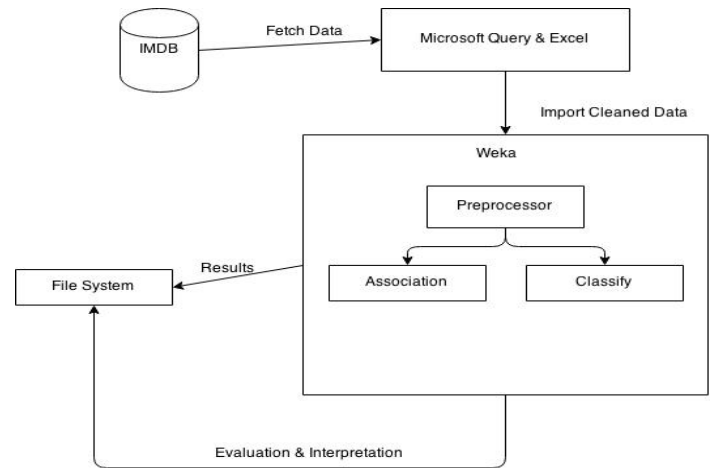 IMDB
Fetch Data
Microsoft Query & Excel
Import Cleaned Data
Weka
Preprocessor
Association
Classify
Results
File System
Evaluation & Interpretation